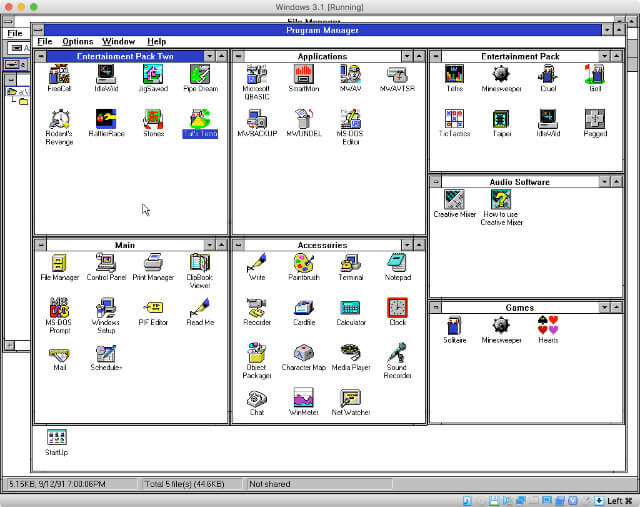 Windows 3.1 [Running]
File Manager
File
Program Manager
File Options Window Help
Entertainment Pack Two
FreeCell
IdleWild
JigSawed
Pipe Dream
Rodent's
Revenge
RattlerRace
Stones
Tut's Tomb
Applications
Microsoft
QBASIC
SmartMon
MWAV
MWAVTSR
MWBACKUP
MWUNDEL
MS-DOS
Editor
Entertainment Pack
Tetris
Minesweeper
Cruel
Golf
TicTactics
Taipei
IdleWild
Pegged
Audio Software
Creative Mixer
How to use
Creative Mixer
Main
File Manager
Control Panel
Print Manager
ClipBook
Viewer
MS-DOS
Prompt
Windows
Setup
PIF Editor
Read Me
Mail
Schedule+
Accessories
Write
Paintbrush
Terminal
Notepad
Recorder
Cardfile
Calculator
Clock
Object
Packager
Character Map
Media Player
Sound
Recorder
Chat
WinMeter
Net Watcher
Games
Solitaire
Minesweeper
Hearts
StartUp
5.15KB, 9/12/91 7:00:06PM
Total 5 file(s) (44.6KB)
Not shared
Left ⌘